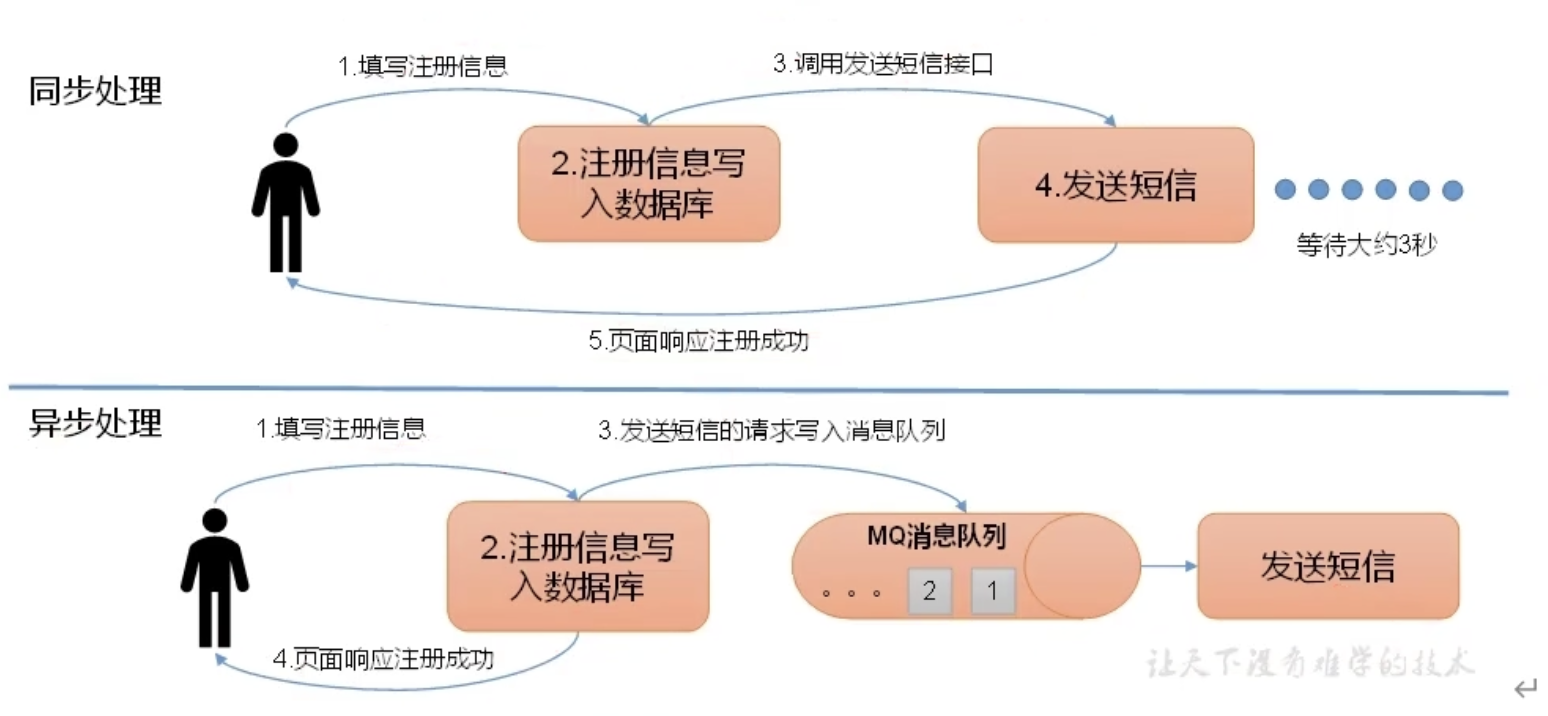 同步处理
1.填写注册信息
3.调用发送短信接口
2.注册信息写
入数据库
4.发送短信
等待大约3秒
5.页面响应注册成功
异步处理
1.填写注册信息
3.发送短信的请求写入消息队列
2.注册信息写
入数据库
MQ消息队列
。。。 2 1
发送短信
4.页面响应注册成功
让天下没有难学的技术